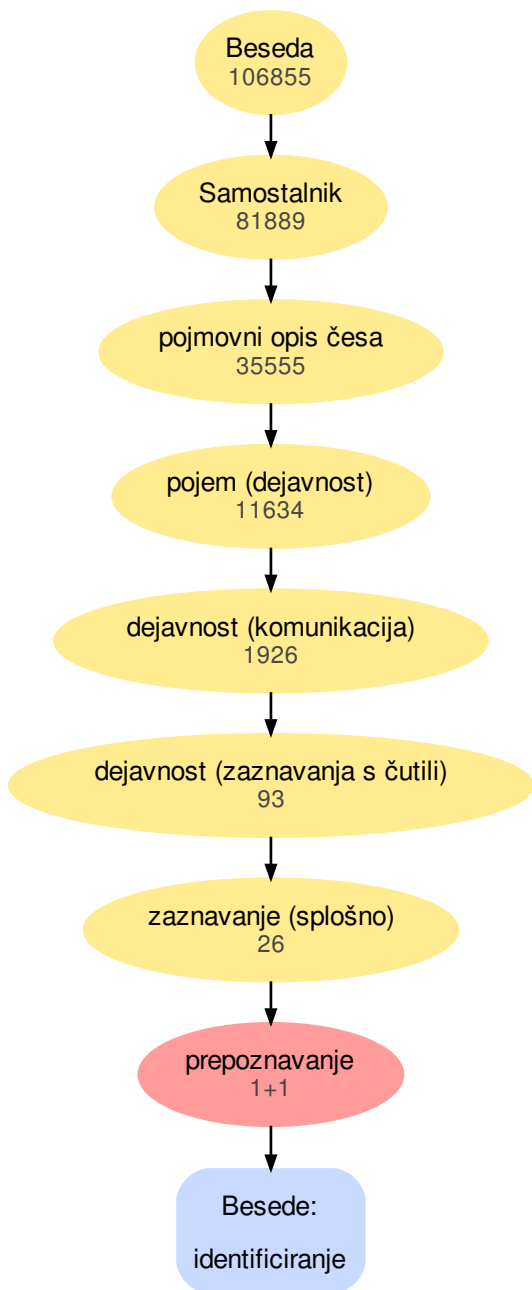 Beseda
106855
Samostalnik
81889
pojmovni opis česa
35555
pojem (dejavnost)
11634
dejavnost (komunikacija)
1926
dejavnost (zaznavanja s čutili)
93
zaznavanje (splošno)
26
prepoznavanje
1+1
Besede:
identificiranje